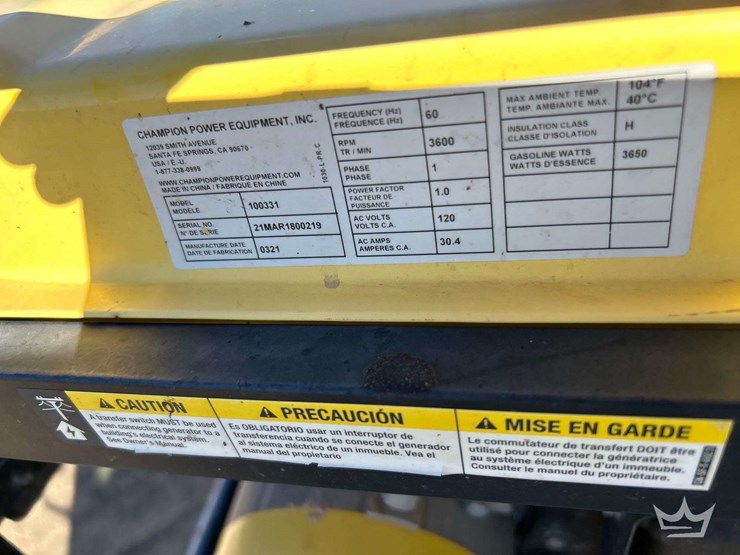 CHAMPION POWER EQUIPMENT, INC.
12039 SMITH AVENUE
SANTA FE SPRINGS, CA 90670
USA / E.-U.
1-877-338-0999
WWW.CHAMPIONPOWEREQUIPMENT.COM
MADE IN CHINA / FABRIQUÉ EN CHINE
1039-L-PR-C
MODEL
MODÈLE
100331
SERIAL NO.
N° DE SÉRIE
21MAR1800219
MANUFACTURE DATE
DATE DE FABRICATION
0321
FREQUENCY (Hz)
FRÉQUENCE (Hz)
60
RPM
TR / MIN
3600
PHASE
PHASE
1
POWER FACTOR
FACTEUR DE
PUISSANCE
1.0
AC VOLTS
VOLTS C.A.
120
AC AMPS
AMPÈRES C.A.
30.4
MAX AMBIENT TEMP.
TEMP. AMBIANTE MAX.
104°F
40°C
INSULATION CLASS
CLASSE D'ISOLATION
H
GASOLINE WATTS
WATTS D'ESSENCE
3650
CAUTION
A transfer switch MUST be used
when connecting generator to a
building's electrical system.
See Owner's Manual.
PRECAUCIÓN
Es OBLIGATORIO usar un interruptor de
transferencia cuando se conecte el generador
al sistema eléctrico de un inmueble. Vea el
manual del propietario
MISE EN GARDE
Le commutateur de transfert DOIT être
utilisé pour connecter la génératrice
au système électrique d'un immeuble.
Consulter le manuel du propriétaire.